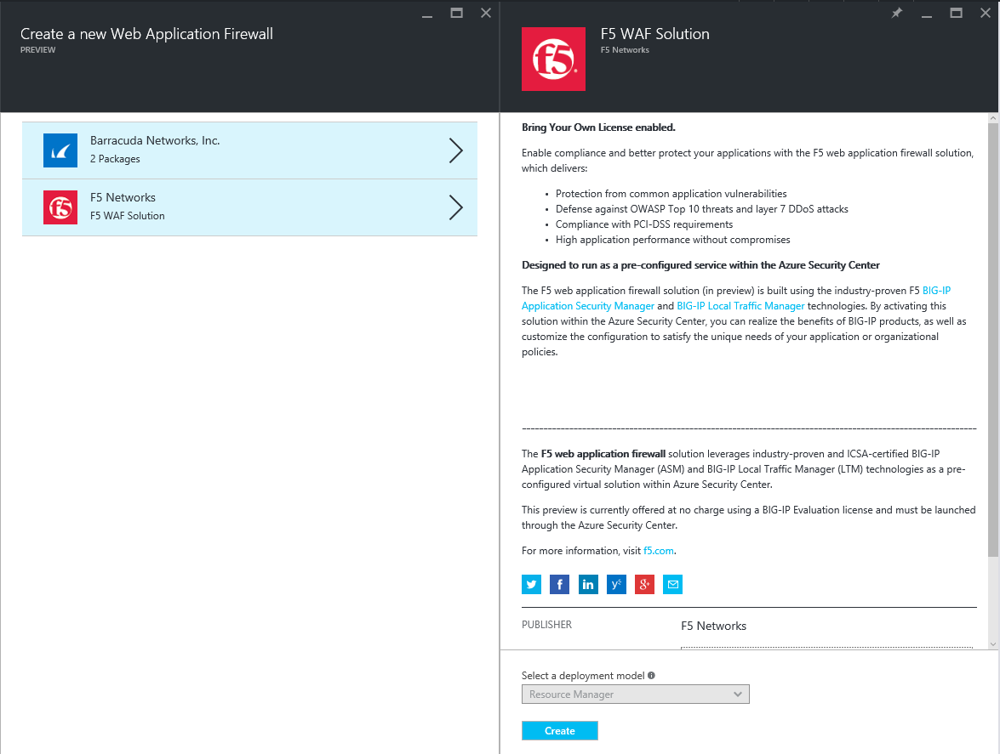 Create a new Web Application Firewall
PREVIEW
Barracuda Networks, Inc.
2 Packages
f5
F5 Networks
F5 WAF Solution
f5
F5 WAF Solution
F5 Networks
Bring Your Own License enabled.
Enable compliance and better protect your applications with the F5 web application firewall solution,
which delivers:
• Protection from common application vulnerabilities
• Defense against OWASP Top 10 threats and layer 7 DDoS attacks
• Compliance with PCI-DSS requirements
• High application performance without compromises
Designed to run as a pre-configured service within the Azure Security Center
The F5 web application firewall solution (in preview) is built using the industry-proven F5 BIG-IP
Application Security Manager and BIG-IP Local Traffic Manager technologies. By activating this
solution within the Azure Security Center, you can realize the benefits of BIG-IP products, as well as
customize the configuration to satisfy the unique needs of your application or organizational
policies.
The F5 web application firewall solution leverages industry-proven and ICSA-certified BIG-IP
Application Security Manager (ASM) and BIG-IP Local Traffic Manager (LTM) technologies as a pre-
configured virtual solution within Azure Security Center.
This preview is currently offered at no charge using a BIG-IP Evaluation license and must be launched
through the Azure Security Center.
For more information, visit f5.com.
PUBLISHER F5 Networks
Select a deployment model
Resource Manager
Create